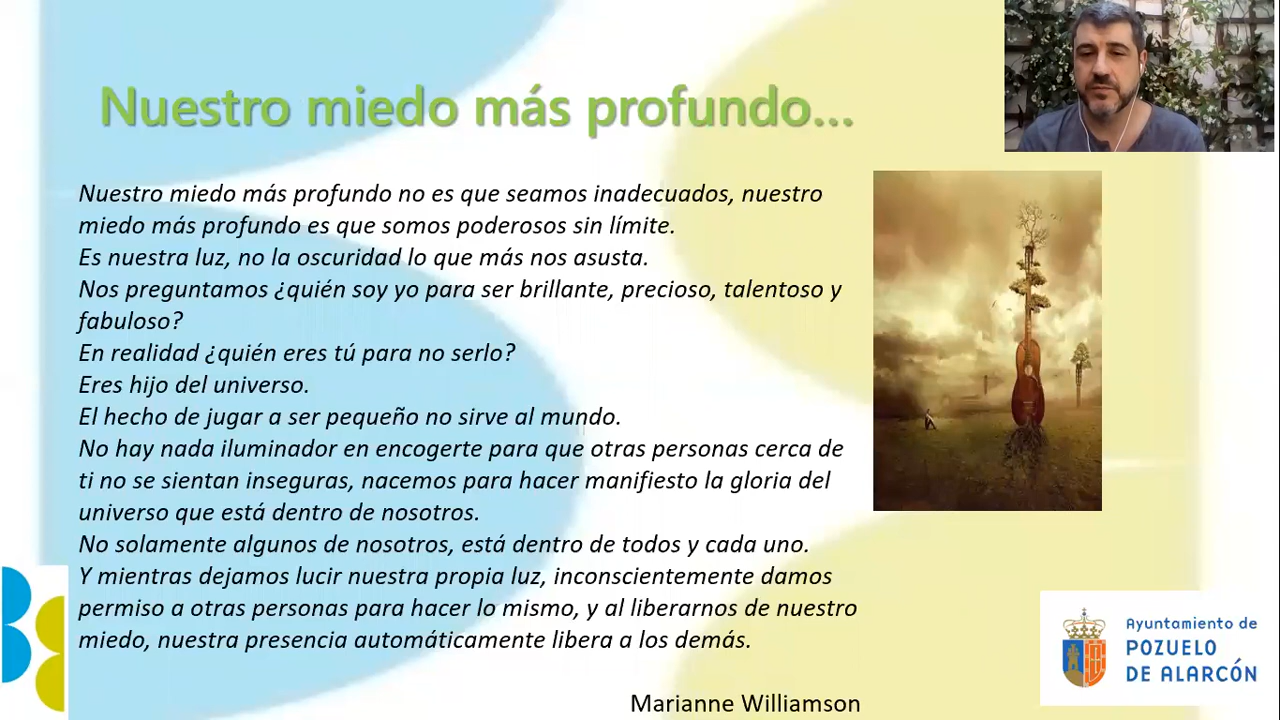 Nuestro miedo más profundo...
Nuestro miedo más profundo no es que seamos inadecuados, nuestro
miedo más profundo es que somos poderosos sin límite.
Es nuestra luz, no la oscuridad lo que más nos asusta.
Nos preguntamos ¿quién soy yo para ser brillante, precioso, talentoso y
fabuloso?
En realidad ¿quién eres tú para no serlo?
Eres hijo del universo.
El hecho de jugar a ser pequeño no sirve al mundo.
No hay nada iluminador en encogerte para que otras personas cerca de
ti no se sientan inseguras, nacemos para hacer manifiesto la gloria del
universo que está dentro de nosotros.
No solamente algunos de nosotros, está dentro de todos y cada uno.
Y mientras dejamos lucir nuestra propia luz, inconscientemente damos
permiso a otras personas para hacer lo mismo, y al liberarnos de nuestro
miedo, nuestra presencia automáticamente libera a los demás.
Marianne Williamson
Ayuntamiento de
POZUELO
DE ALARCÓN